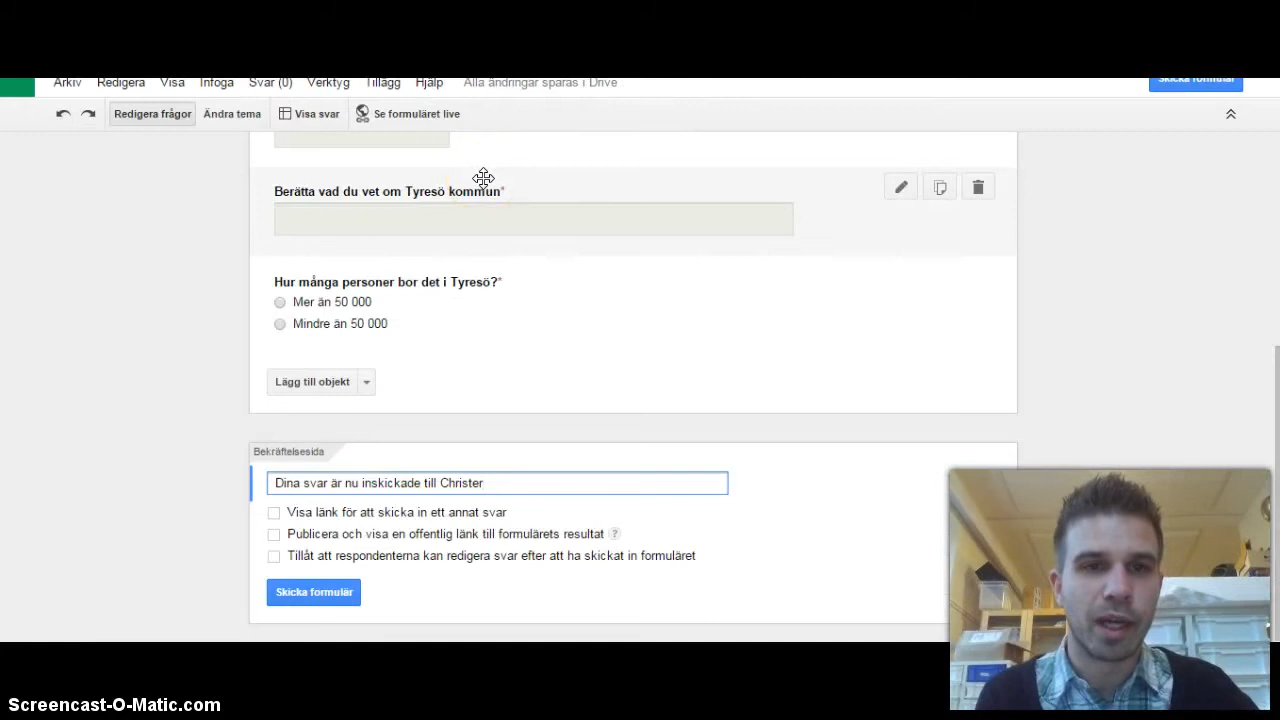 Arkiv Redigera Visa Infoga Svar (0) Verktyg Tillägg Hjälp Alla ändringar sparas i Drive Skicka formulär
Redigera frågor Ändra tema Visa svar Se formuläret live
Berätta vad du vet om Tyresö kommun*
Hur många personer bor det i Tyresö?*
Mer än 50 000
Mindre än 50 000
Lägg till objekt
Bekräftelsesida
Dina svar är nu inskickade till Christer
Visa länk för att skicka in ett annat svar
Publicera och visa en offentlig länk till formulärets resultat ?
Tillåt att respondenterna kan redigera svar efter att ha skickat in formuläret
Skicka formulär
Screencast-O-Matic.com